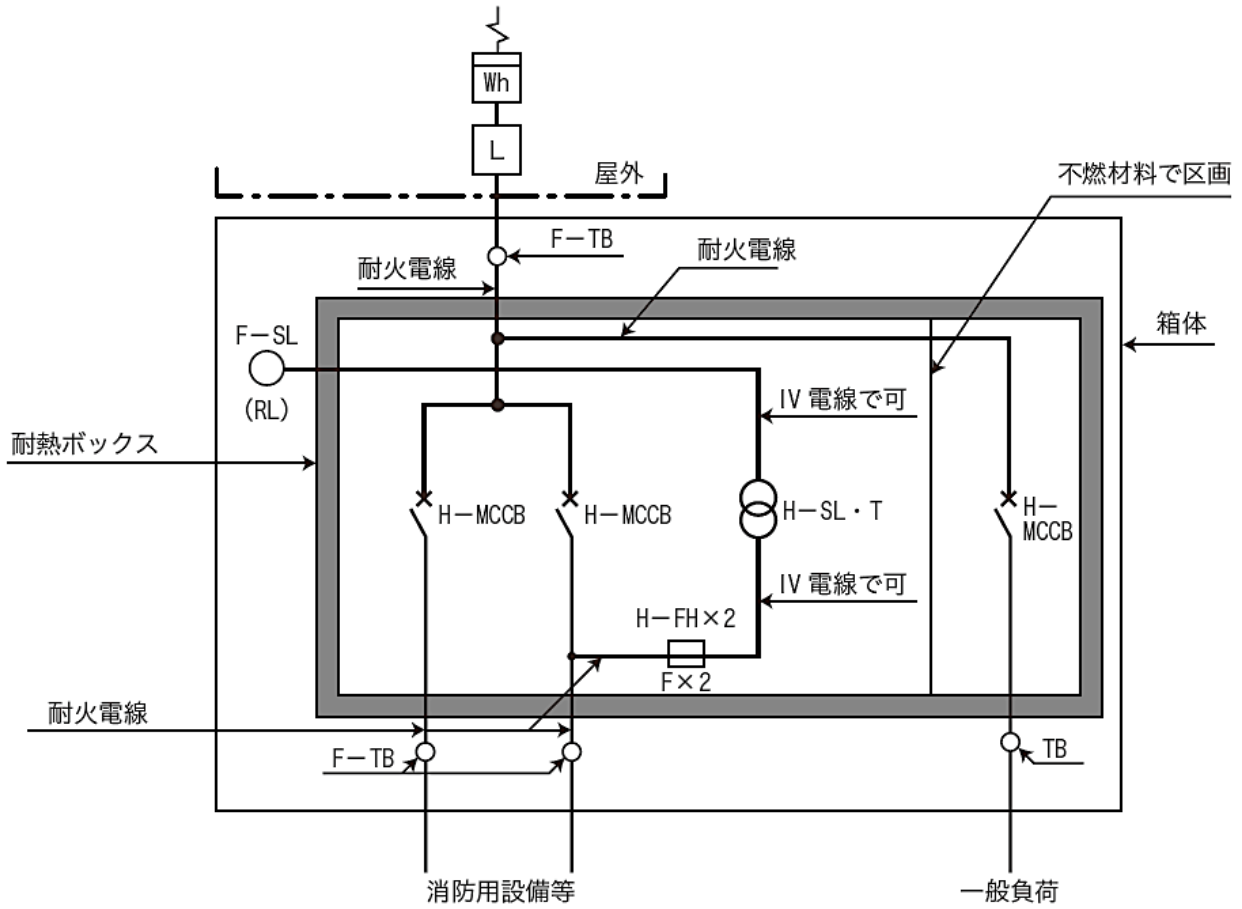 Wh
L
屋外
不燃材料で区画
F－TB
耐火電線
耐火電線
箱体
F－SL
(RL)
IV 電線で可
耐熱ボックス
H－MCCB
H－MCCB
H－SL・T
H－
MCCB
IV 電線で可
H－FH×2
F×2
耐火電線
F－TB
TB
消防用設備等
一般負荷